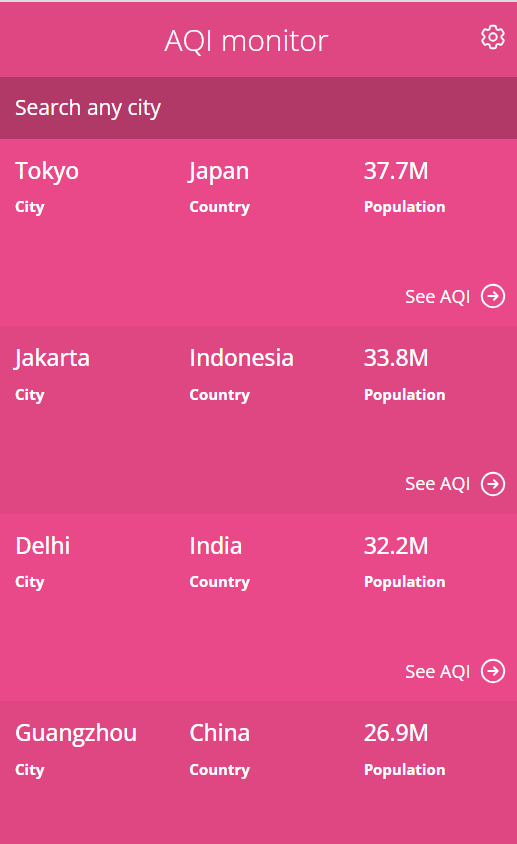 AQI monitor
Search any city
Tokyo Japan 37.7M
City Country Population
See AQI
Jakarta Indonesia 33.8M
City Country Population
See AQI
Delhi India 32.2M
City Country Population
See AQI
Guangzhou China 26.9M
City Country Population